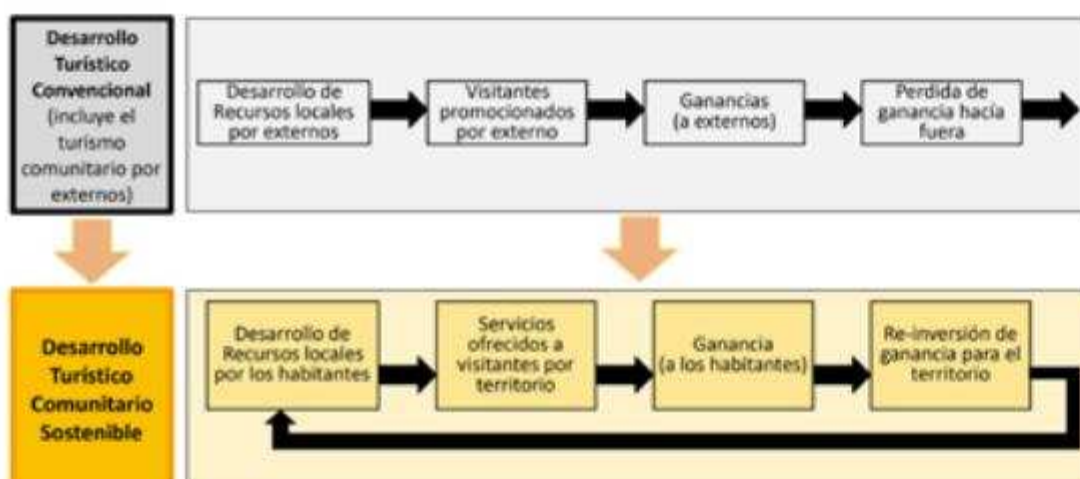 Desarrollo
Turístico
Convencional
(incluye el
turismo
comunitario por
externos)
Desarrollo de
Recursos locales
por externos
Visitantes
promocionados
por externo
Ganancias
(a externos)
Perdida de
ganancia hacía
fuera
Desarrollo
Turístico
Comunitario
Sostenible
Desarrollo de
Recursos locales
por los habitantes
Servicios
ofrecidos a
visitantes por
territorio
Ganancia
(a los habitantes)
Re-inversión de
ganancia para el
territorio